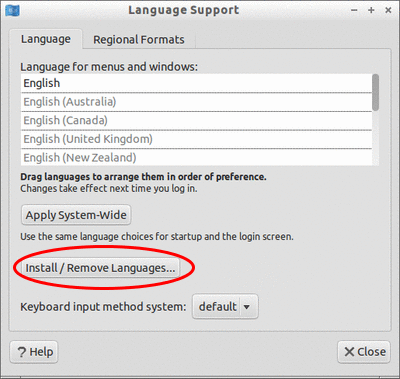 Language Support
Language
Regional Formats
Language for menus and windows:
English
English (Australia)
English (Canada)
English (United Kingdom)
English (New Zealand)
Drag languages to arrange them in order of preference.
Changes take effect next time you log in.
Apply System-Wide
Use the same language choices for startup and the login screen.
Install / Remove Languages...
Keyboard input method system: default
Help
Close